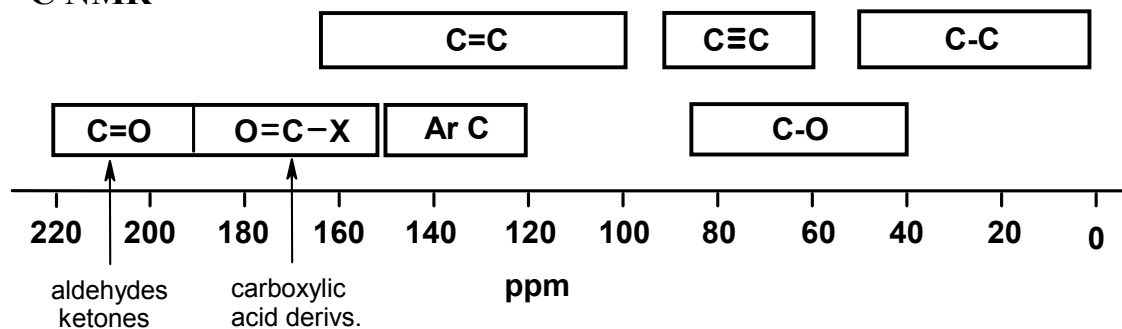 C NMR
C=C C≡C C-C
C=O O=C-X Ar C C-O
220 200 180 160 140 120 100 80 60 40 20 0
aldehydes carboxylic ppm
ketones acid derivs.